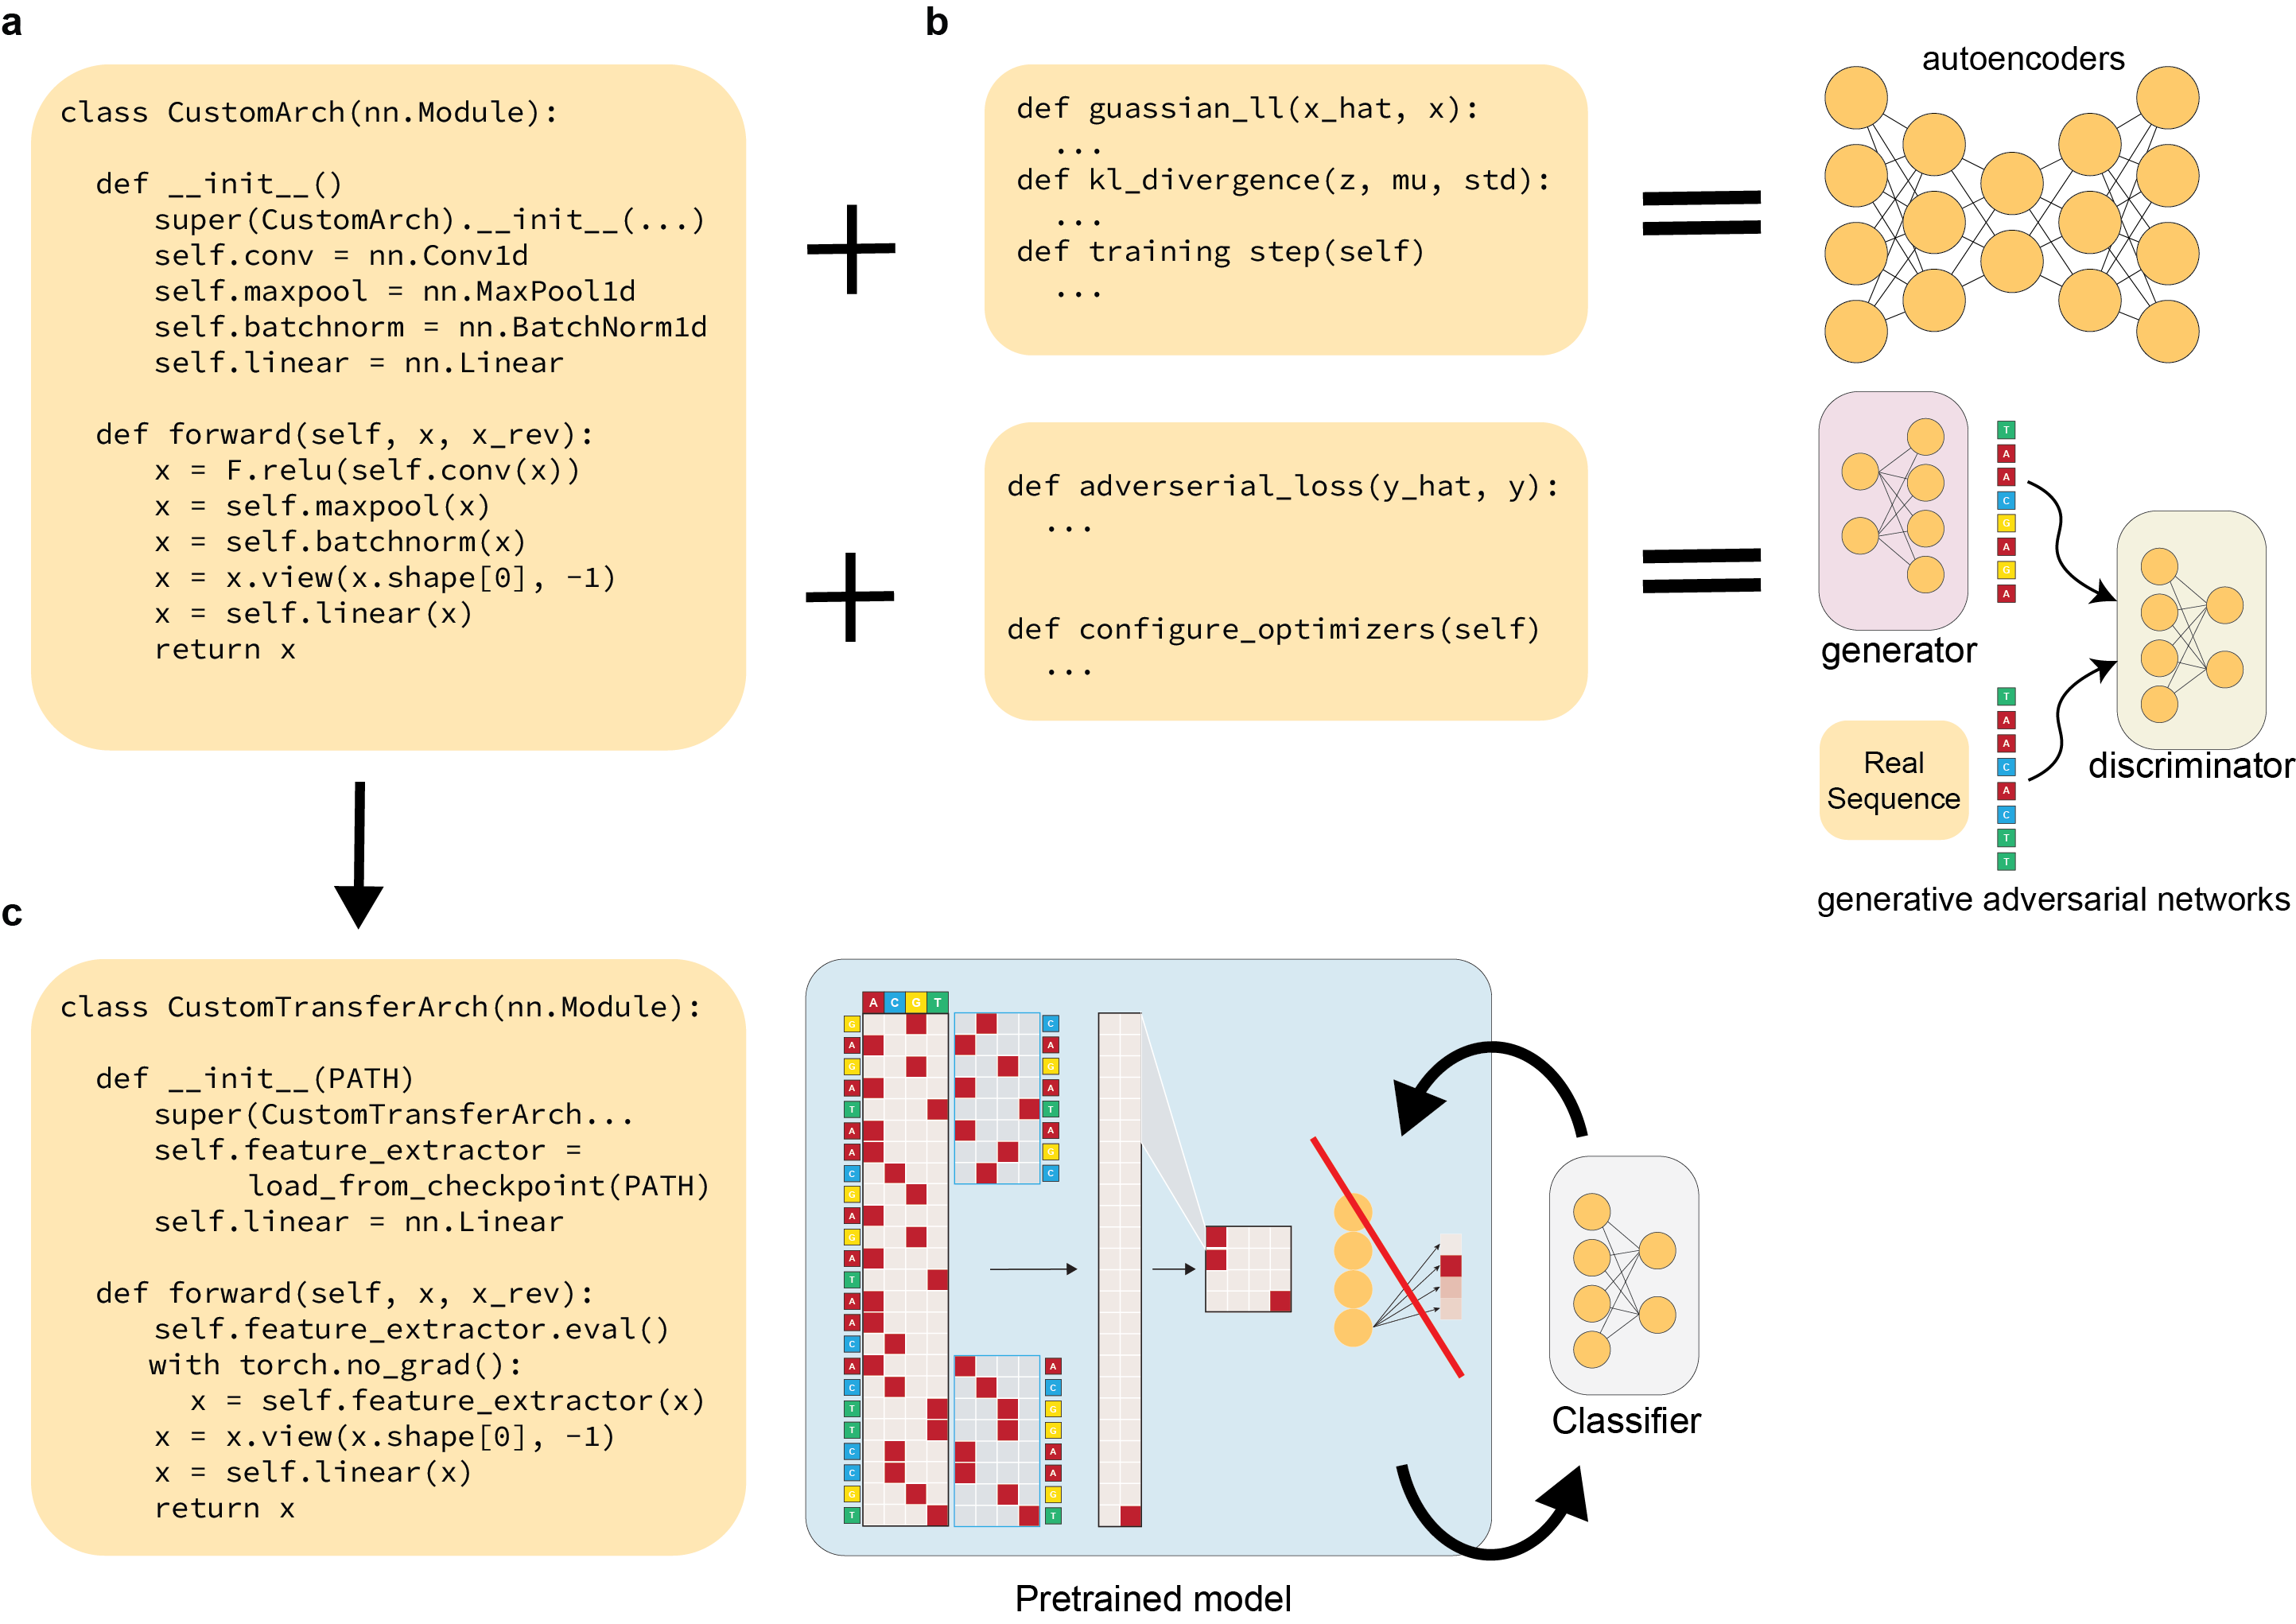 a
class CustomArch(nn.Module):
def __init__()
super(CustomArch).__init__(...)
self.conv = nn.Conv1d
self.maxpool = nn.MaxPool1d
self.batchnorm = nn.BatchNorm1d
self.linear = nn.Linear
def forward(self, x, x_rev):
x = F.relu(self.conv(x))
x = self.maxpool(x)
x = self.batchnorm(x)
x = x.view(x.shape[0], -1)
x = self.linear(x)
return x
b
def guassian_ll(x_hat, x):
...
def kl_divergence(z, mu, std):
...
def training step(self)
...
def adverserial_loss(y_hat, y):
...
def configure_optimizers(self)
...
autoencoders
generator
T
A
A
C
G
A
G
A
discriminator
Real
Sequence
T
A
A
C
A
C
T
T
generative adversarial networks
c
class CustomTransferArch(nn.Module):
def __init__(PATH)
super(CustomTransferArch...
self.feature_extractor =
load_from_checkpoint(PATH)
self.linear = nn.Linear
def forward(self, x, x_rev):
self.feature_extractor.eval()
with torch.no_grad():
x = self.feature_extractor(x)
x = x.view(x.shape[0], -1)
x = self.linear(x)
return x
A C G T
G
A
G
A
T
A
A
C
G
A
G
A
T
A
A
C
A
C
T
T
C
C
G
T
C
A
G
A
T
A
G
C
A
C
G
G
A
A
G
T
Classifier
Pretrained model